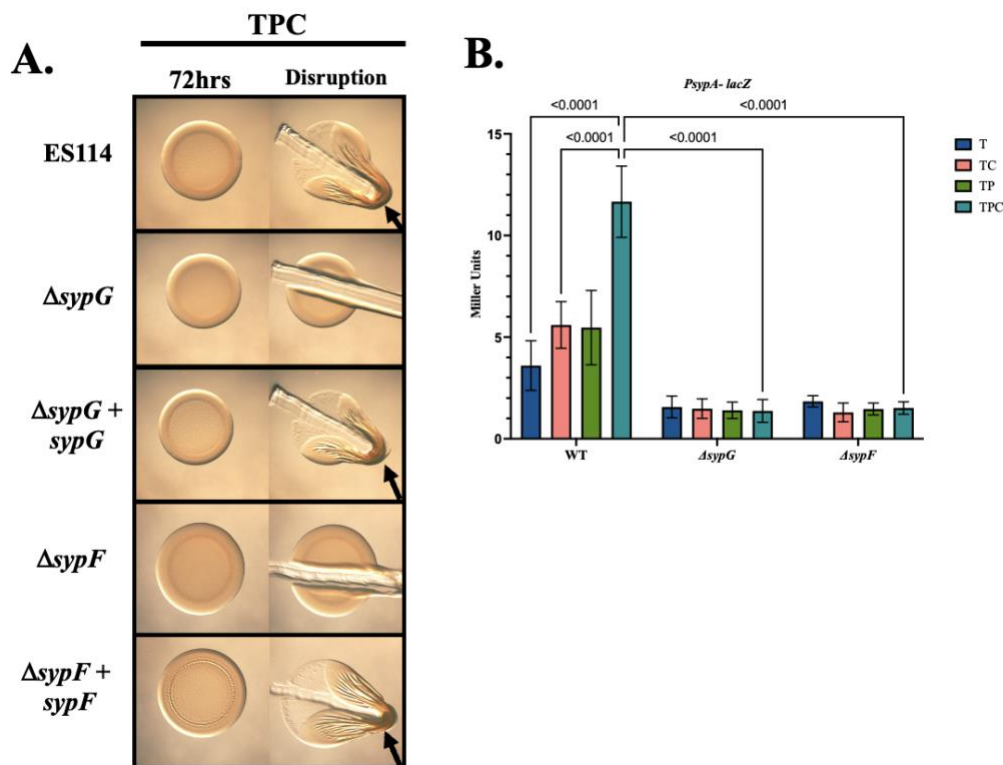 A.
TPC
72hrs Disruption
ES114
ΔsypG
ΔsypG +
sypG
ΔsypF
ΔsypF +
sypF
B.
PsypA- lacZ
<0.0001 <0.0001
<0.0001 <0.0001
15
10
5
0
Miller Units
WT ΔsypG ΔsypF
T
TC
TP
TPC